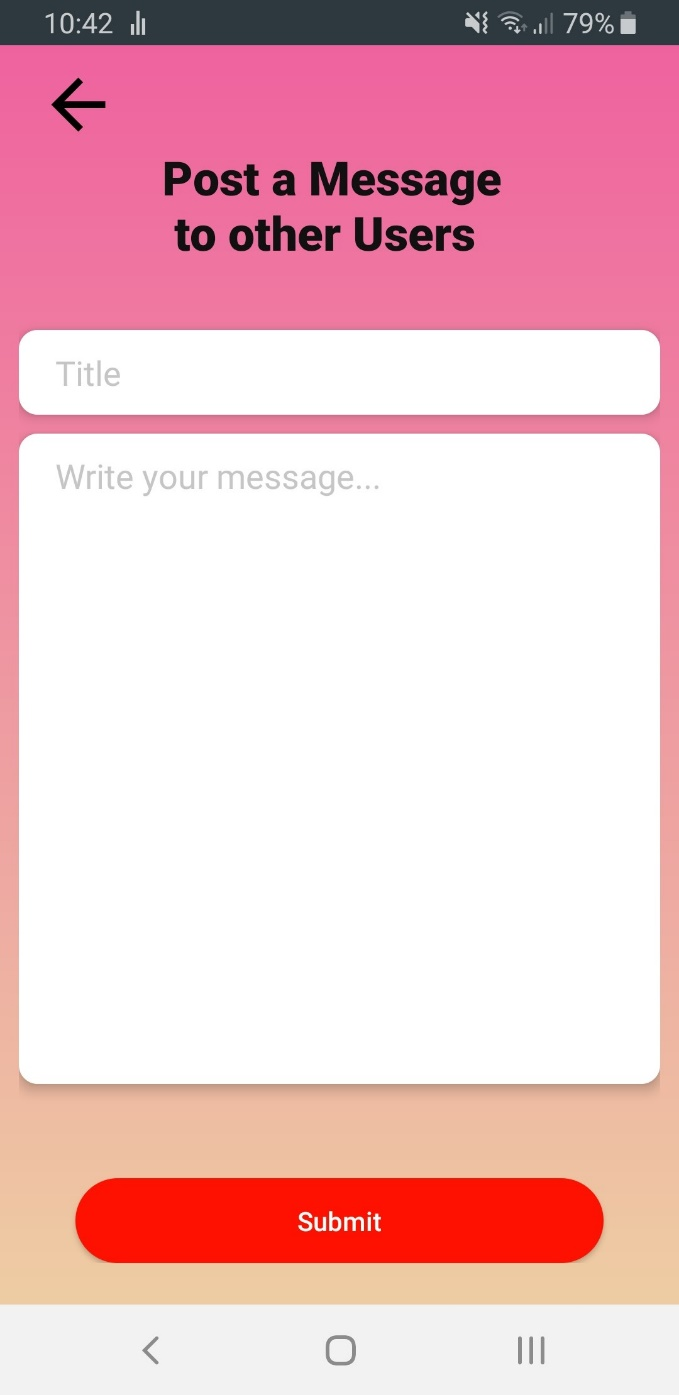 10:42 79%
Post a Message
to other Users
Title
Write your message...
Submit